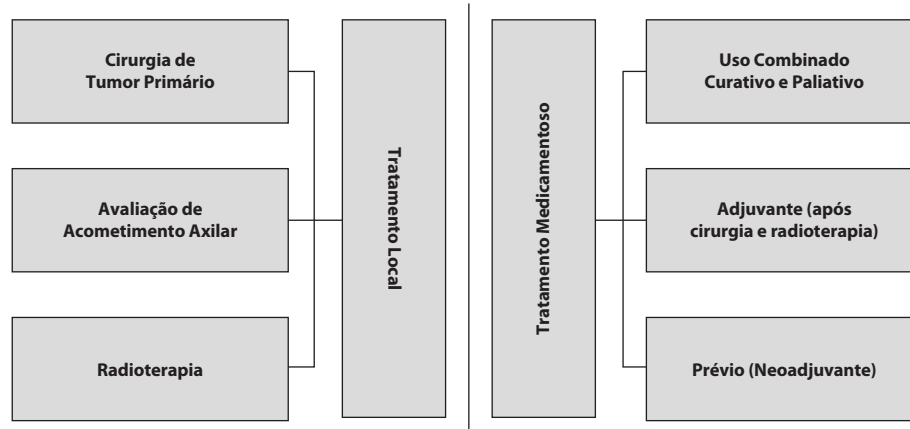 Cirurgia de
Tumor Primário
Avaliação de
Acometimento Axilar
Radioterapia
Tratamento Local
Tratamento Medicamentoso
Uso Combinado
Curativo e Paliativo
Adjuvante (após
cirurgia e radioterapia)
Prévio (Neoadjuvante)